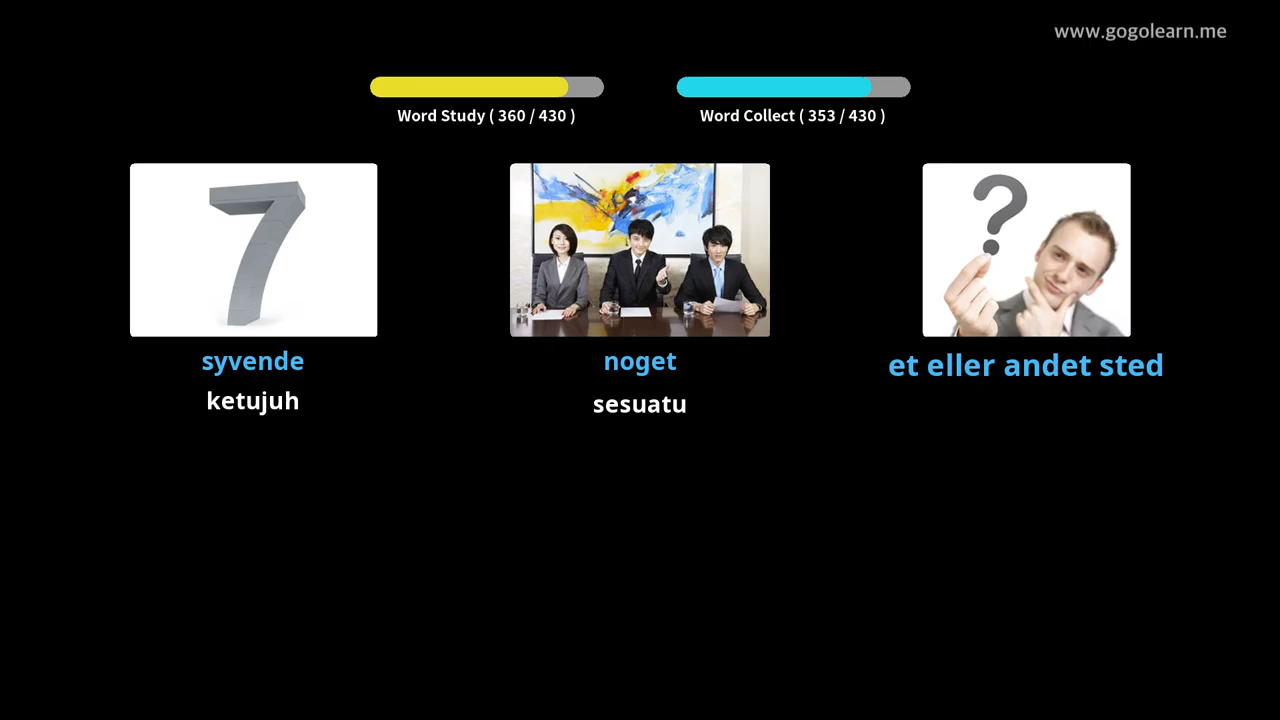 www.gogolearn.me
Word Study ( 360 / 430 )
Word Collect ( 353 / 430 )
7
?
syvende
noget
et eller andet sted
ketujuh
sesuatu